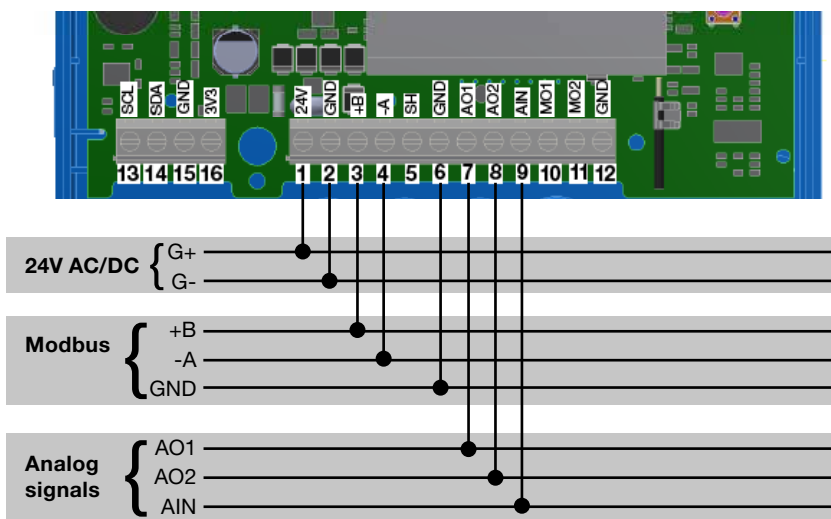 SCL SDA GND 3V3 24V GND +B -A SH GND AO1 AO2 AIN MO1 MO2 GND
13 14 15 16 1 2 3 4 5 6 7 8 9 10 11 12
24V AC/DC { G+
G-
Modbus { +B
-A
GND
Analog signals { AO1
AO2
AIN